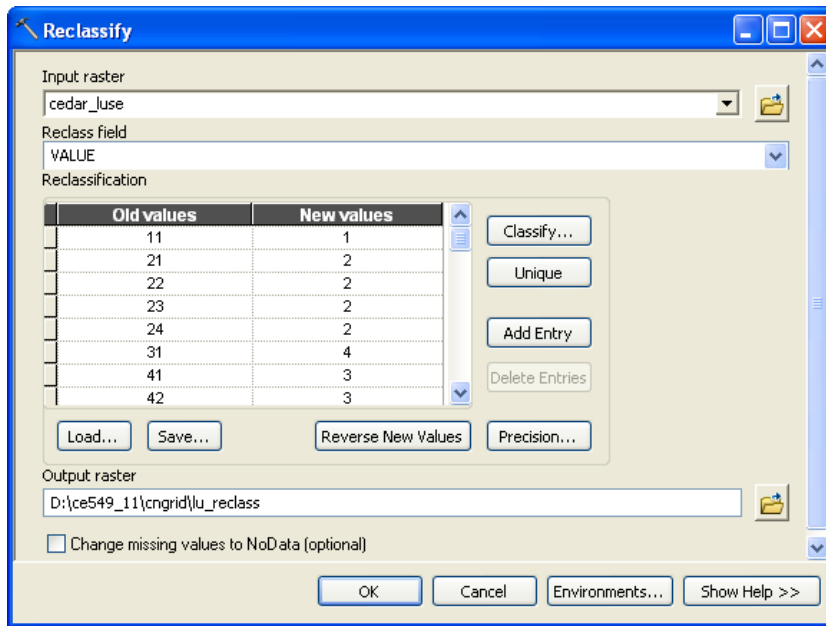 Reclassify
Input raster
cedar_luse
Reclass field
VALUE
Reclassification
Old values New values
11 1
21 2
22 2
23 2
24 2
31 4
41 3
42 3
Classify...
Unique
Add Entry
Delete Entries
Load... Save... Reverse New Values Precision...
Output raster
D:\ce549_11\cngrid\lu_reclass
Change missing values to NoData (optional)
OK Cancel Environments... Show Help >>